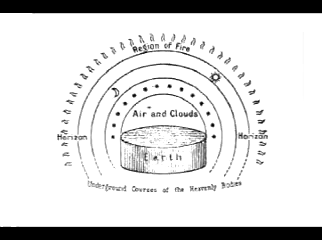 Region of Fire
Air and Clouds
Horizon
Horizon
Earth
Underground Courses of the Heavenly Bodies